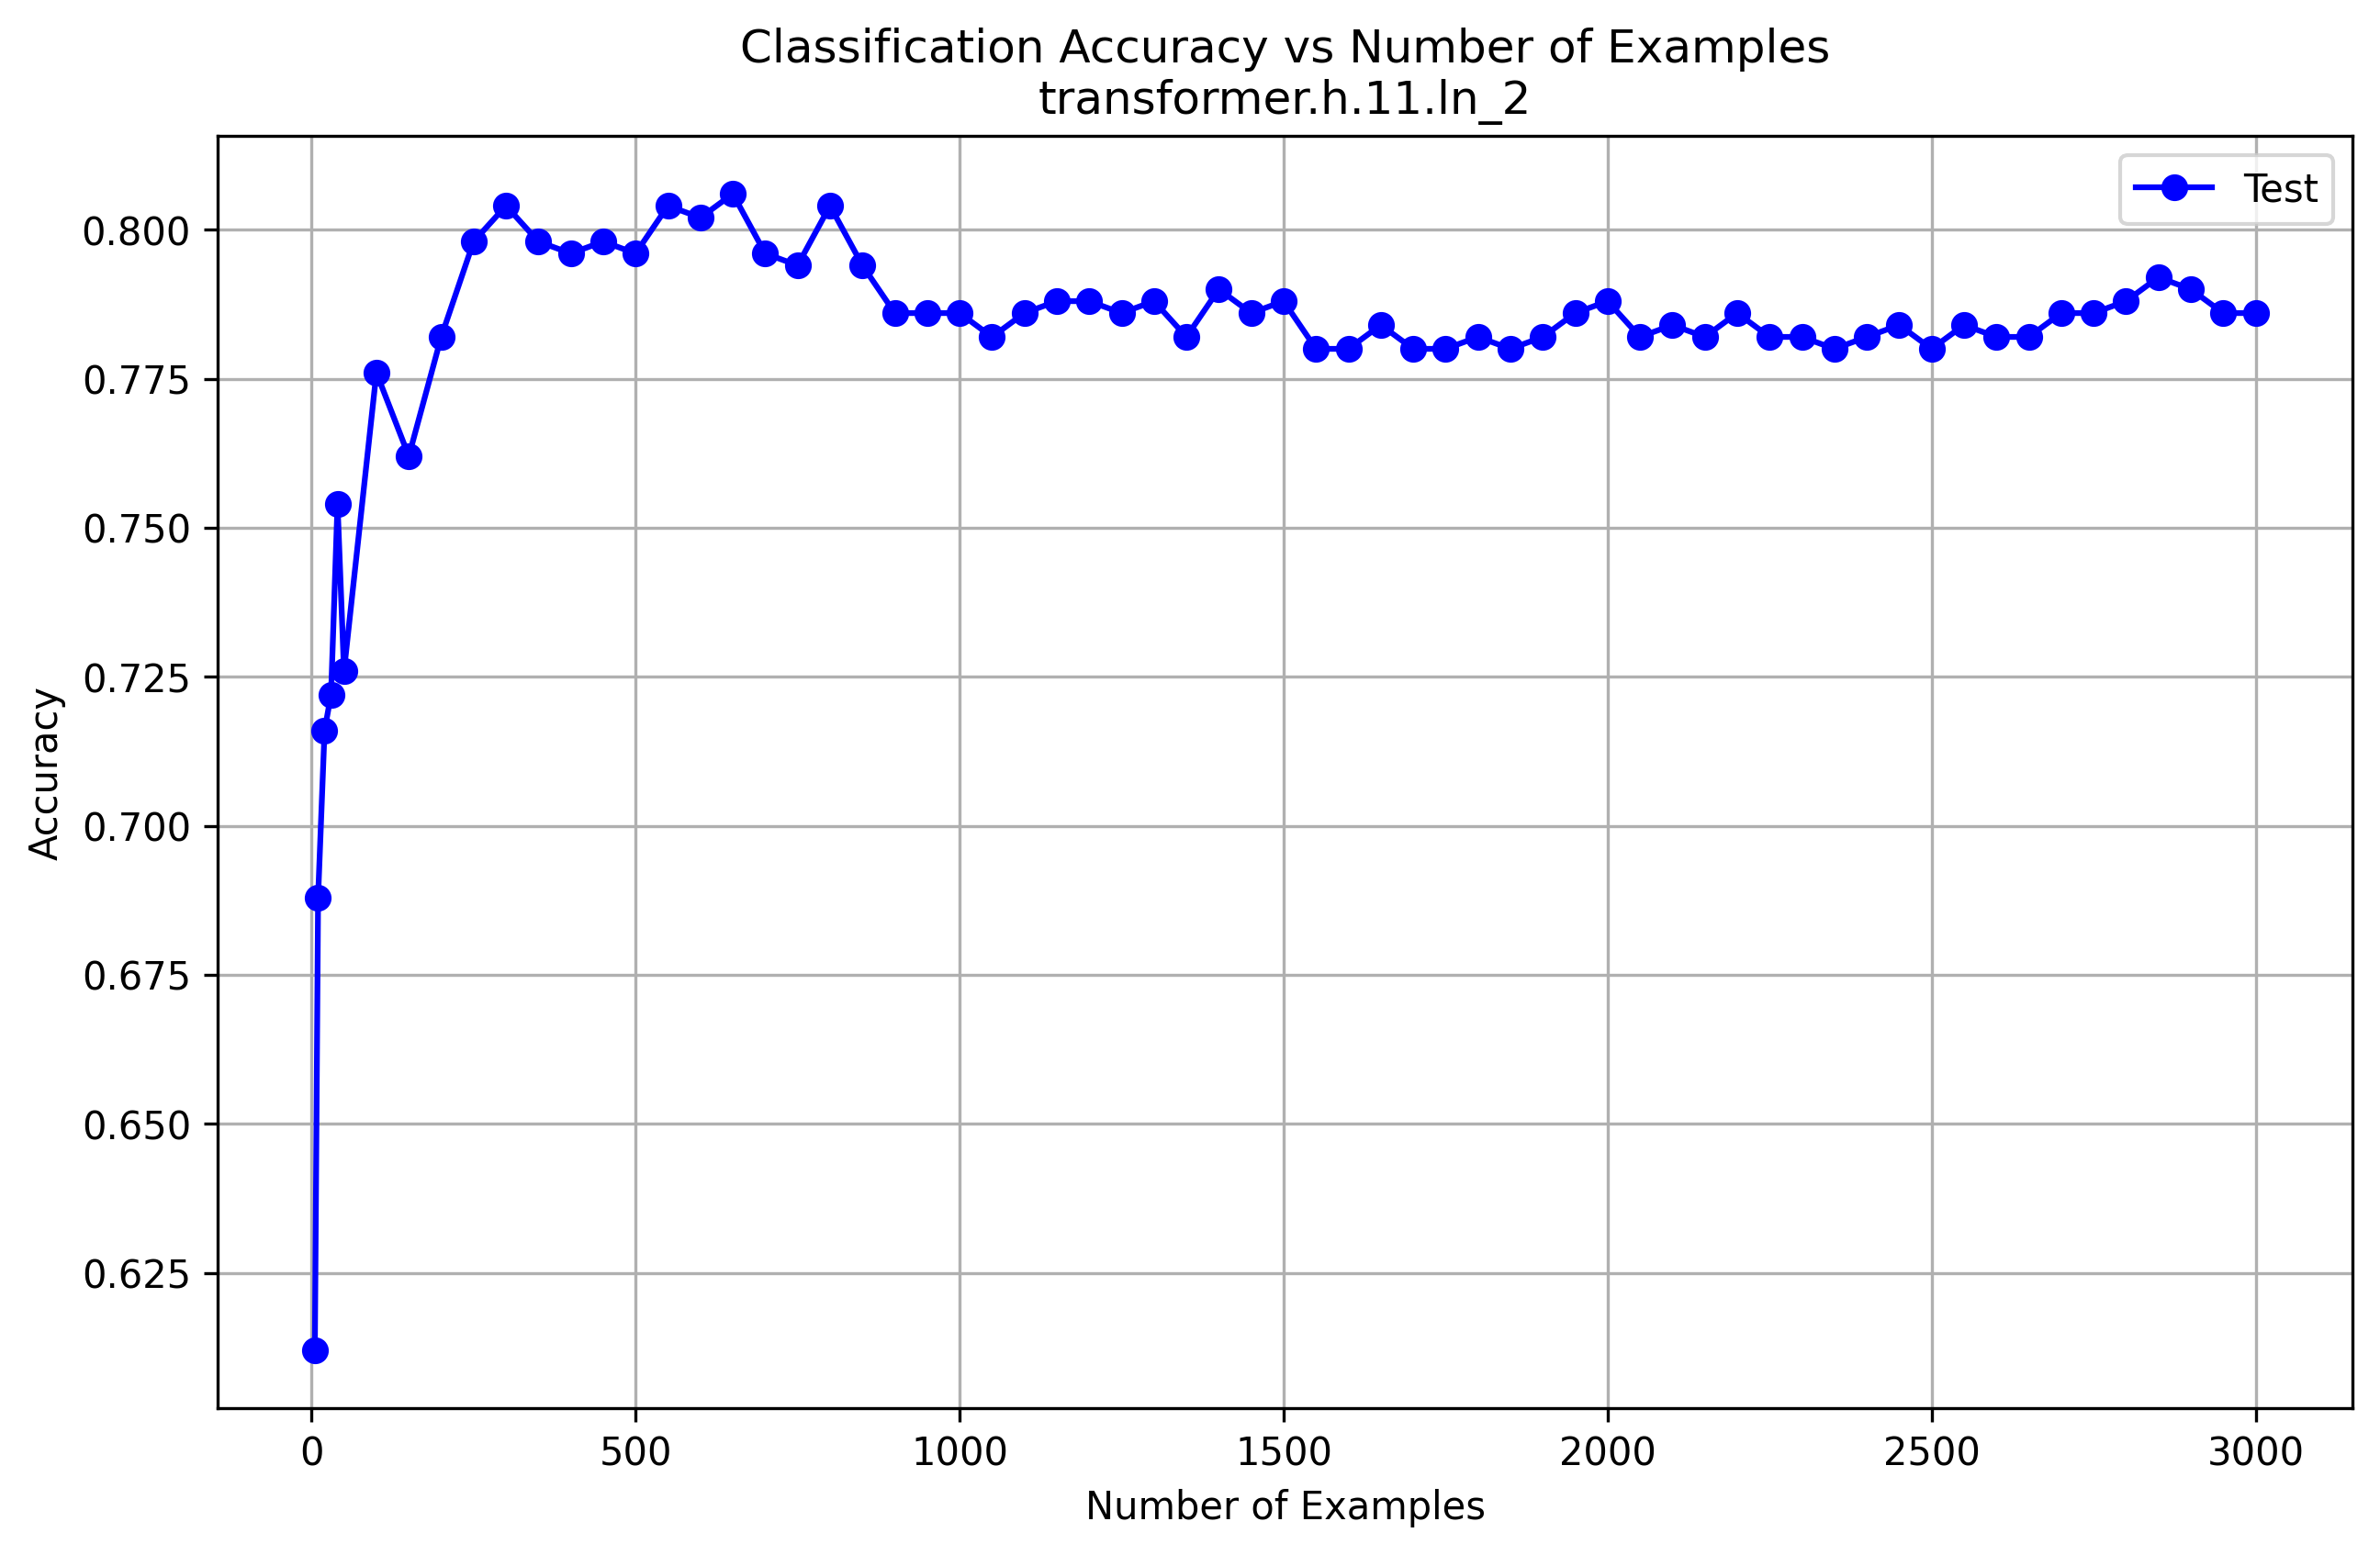 Classification Accuracy vs Number of Examples
transformer.h.11.ln_2
Test
Accuracy
0.800
0.775
0.750
0.725
0.700
0.675
0.650
0.625
0 500 1000 1500 2000 2500 3000
Number of Examples